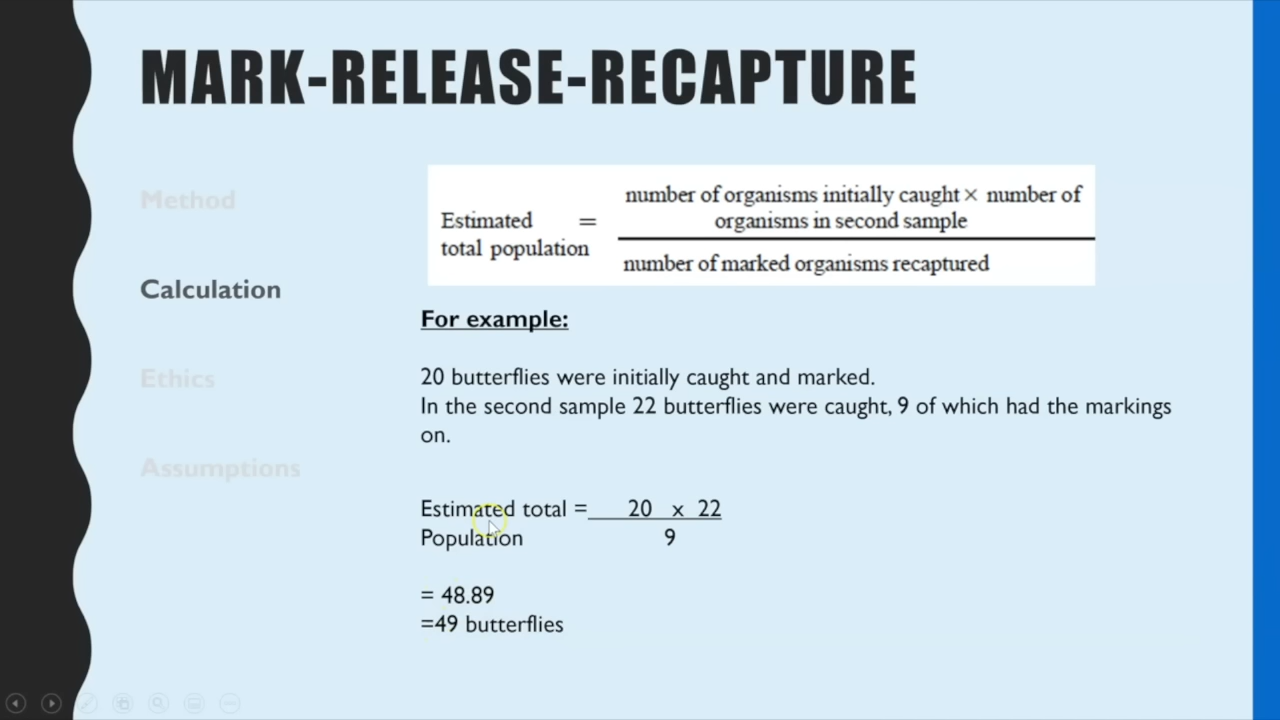 MARK-RELEASE-RECAPTURE
Method
Calculation
Ethics
Assumptions
number of organisms initially caught × number of
organisms in second sample
Estimated =
total population
number of marked organisms recaptured
For example:
20 butterflies were initially caught and marked.
In the second sample 22 butterflies were caught, 9 of which had the markings
on.
Estimated total = 20 x 22
Population 9
= 48.89
=49 butterflies